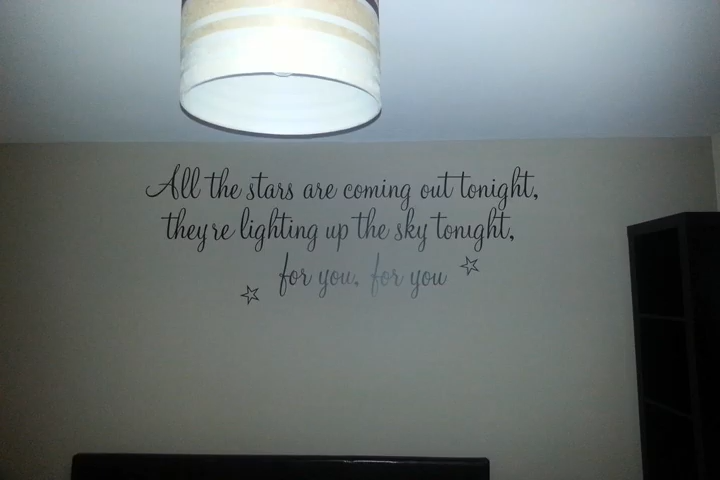 All the stars are coming out tonight,
they're lighting up the sky tonight,
for you, for you